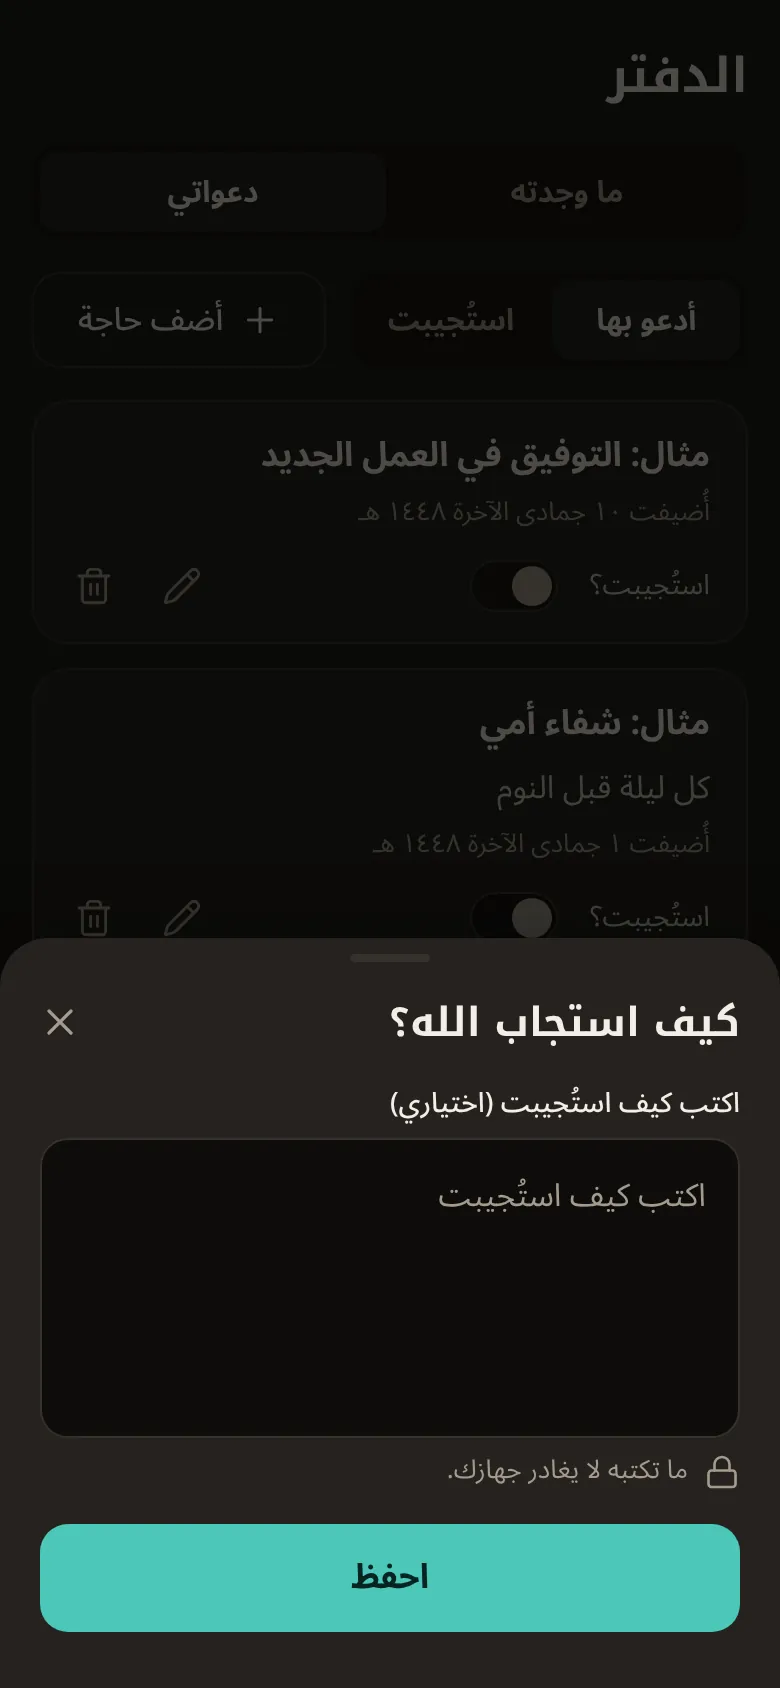 الدفتر
ما وجدته
دعواتي
أدعو بها
استُجيبت
أضف حاجة
مثال: التوفيق في العمل الجديد
أُضيفت ١٠ جمادى الآخرة ١٤٤٨ هـ
استُجيبت؟
مثال: شفاء أمي
كل ليلة قبل النوم
أُضيفت ١ جمادى الآخرة ١٤٤٨ هـ
استُجيبت؟
كيف استجاب الله؟
اكتب كيف استُجيبت (اختياري)
اكتب كيف استُجيبت
ما تكتبه لا يغادر جهازك.
احفظ